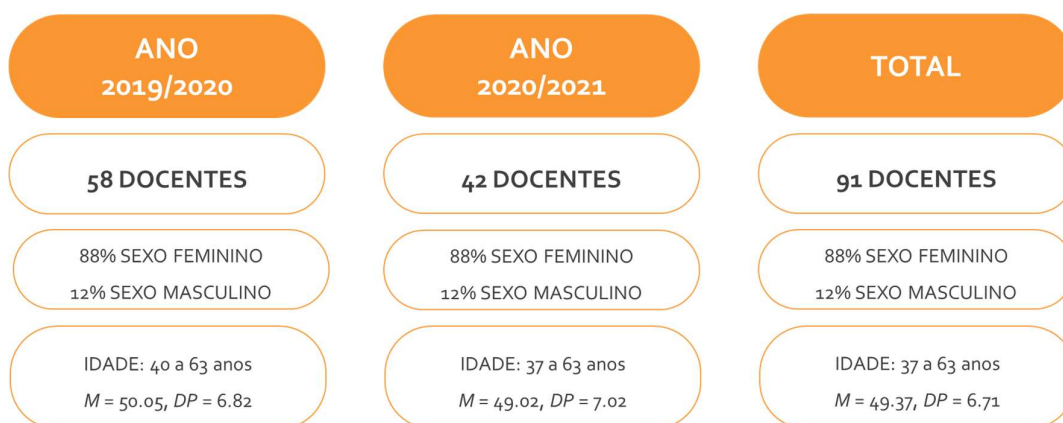 ANO
2019/2020
58 DOCENTES
88% SEXO FEMININO
12% SEXO MASCULINO
IDADE: 40 a 63 anos
M = 50.05, DP = 6.82
ANO
2020/2021
42 DOCENTES
88% SEXO FEMININO
12% SEXO MASCULINO
IDADE: 37 a 63 anos
M = 49.02, DP = 7.02
TOTAL
91 DOCENTES
88% SEXO FEMININO
12% SEXO MASCULINO
IDADE: 37 a 63 anos
M = 49.37, DP = 6.71